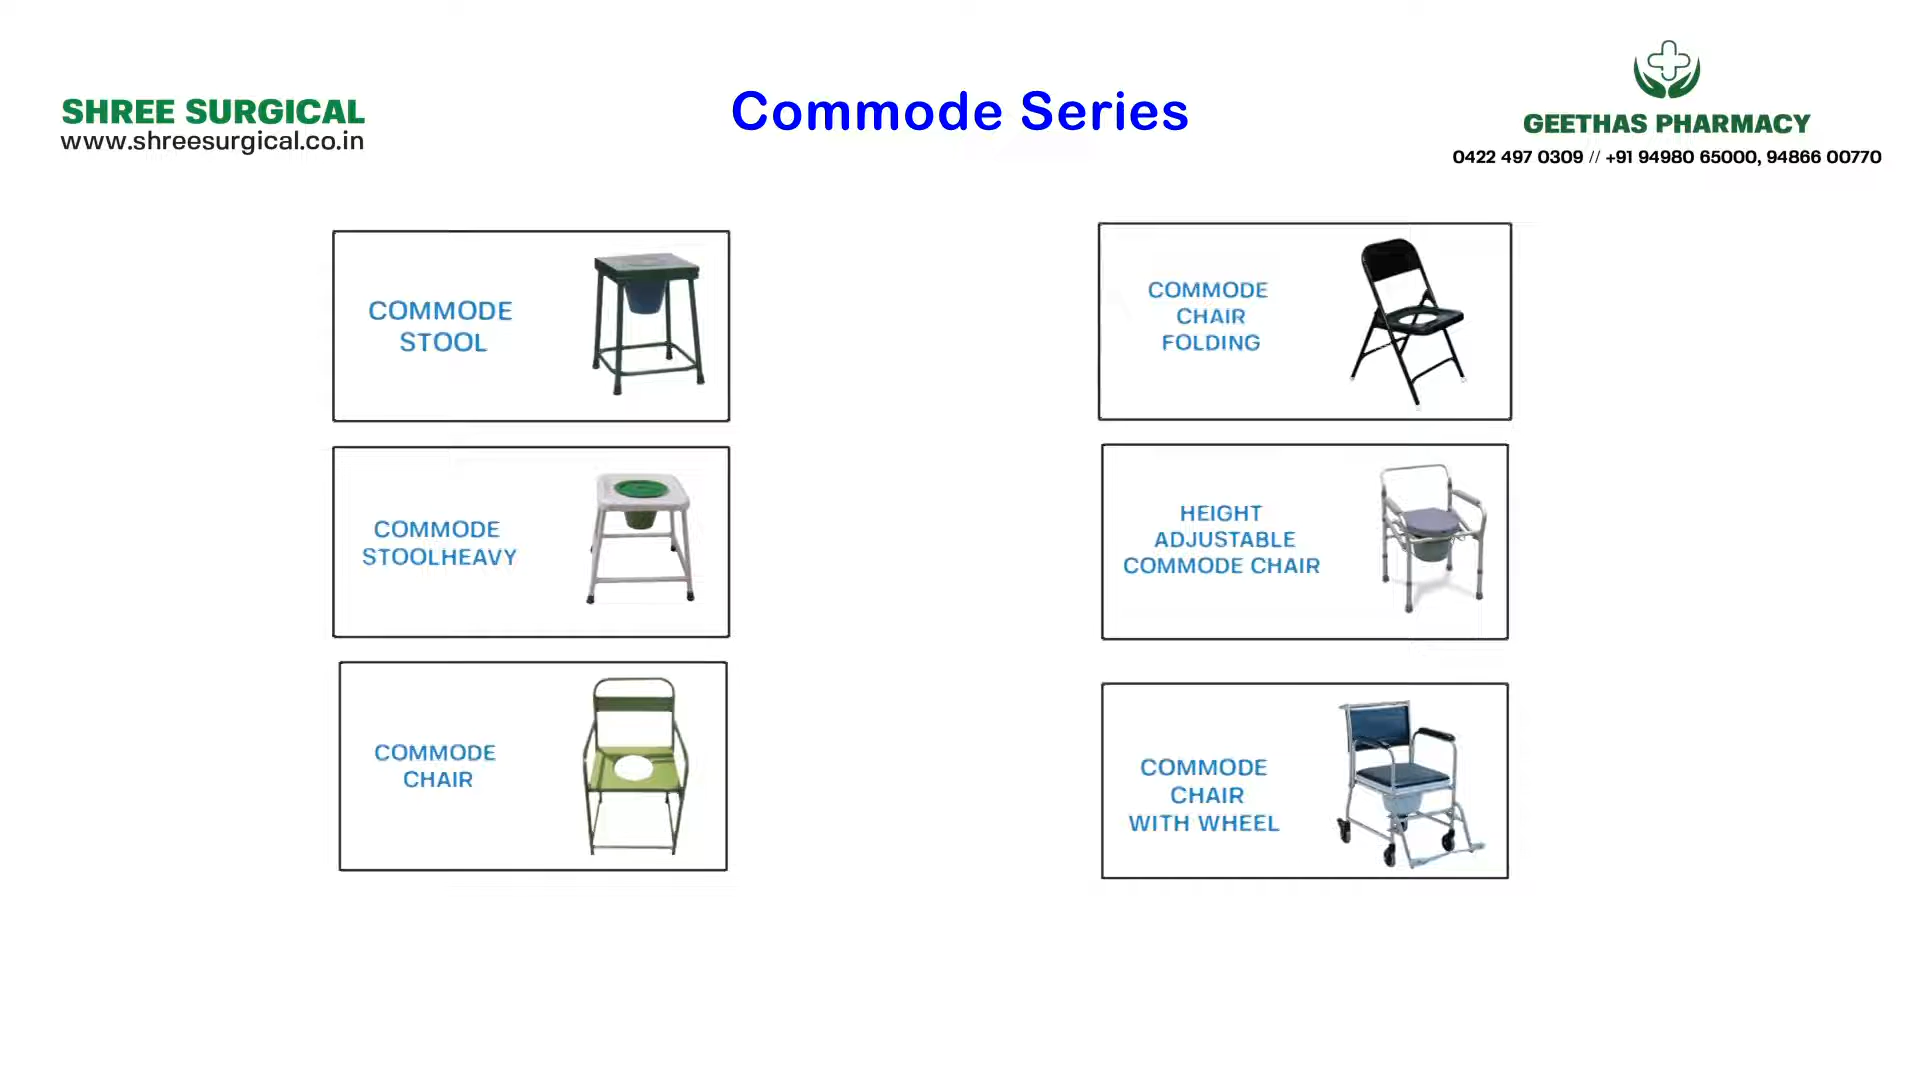 SHREE SURGICAL
www.shreesurgical.co.in
Commode Series
GEETHAS PHARMACY
0422 497 0309 // +91 94980 65000, 94866 00770
COMMODE
STOOL
COMMODE
STOOLHEAVY
COMMODE
CHAIR
COMMODE
CHAIR
FOLDING
HEIGHT
ADJUSTABLE
COMMODE CHAIR
COMMODE
CHAIR
WITH WHEEL